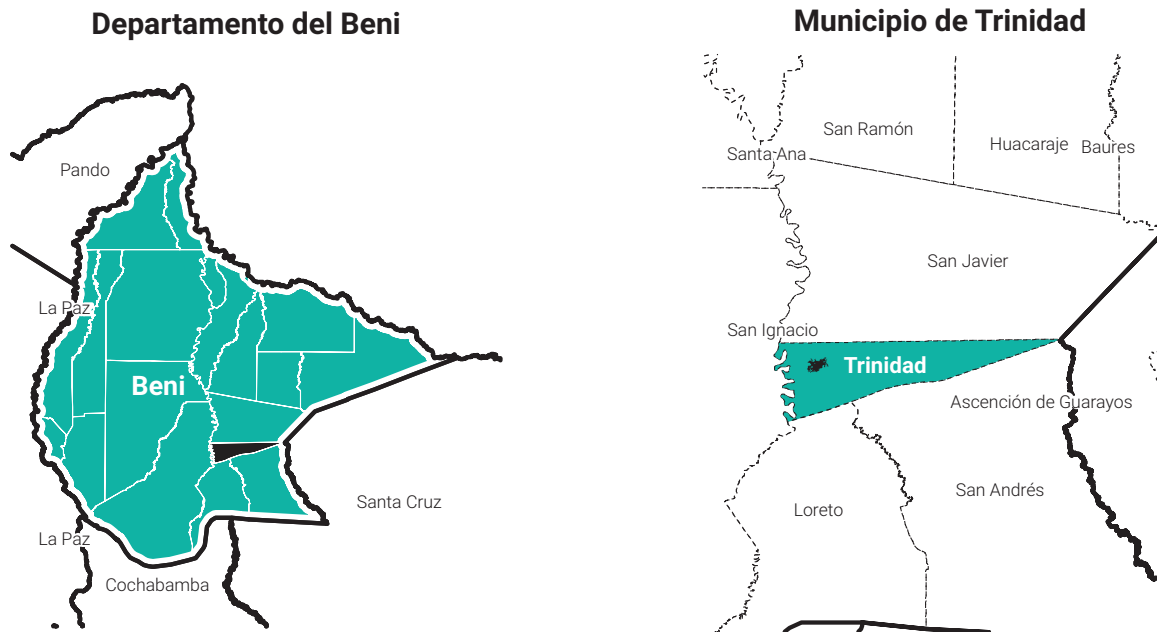 Departamento del Beni
Pando
La Paz
Beni
Santa Cruz
La Paz
Cochabamba
Municipio de Trinidad
San Ramón
Huacaraje
Baures
Santa Ana
San Javier
San Ignacio
Trinidad
Ascención de Guarayos
San Andrés
Loreto